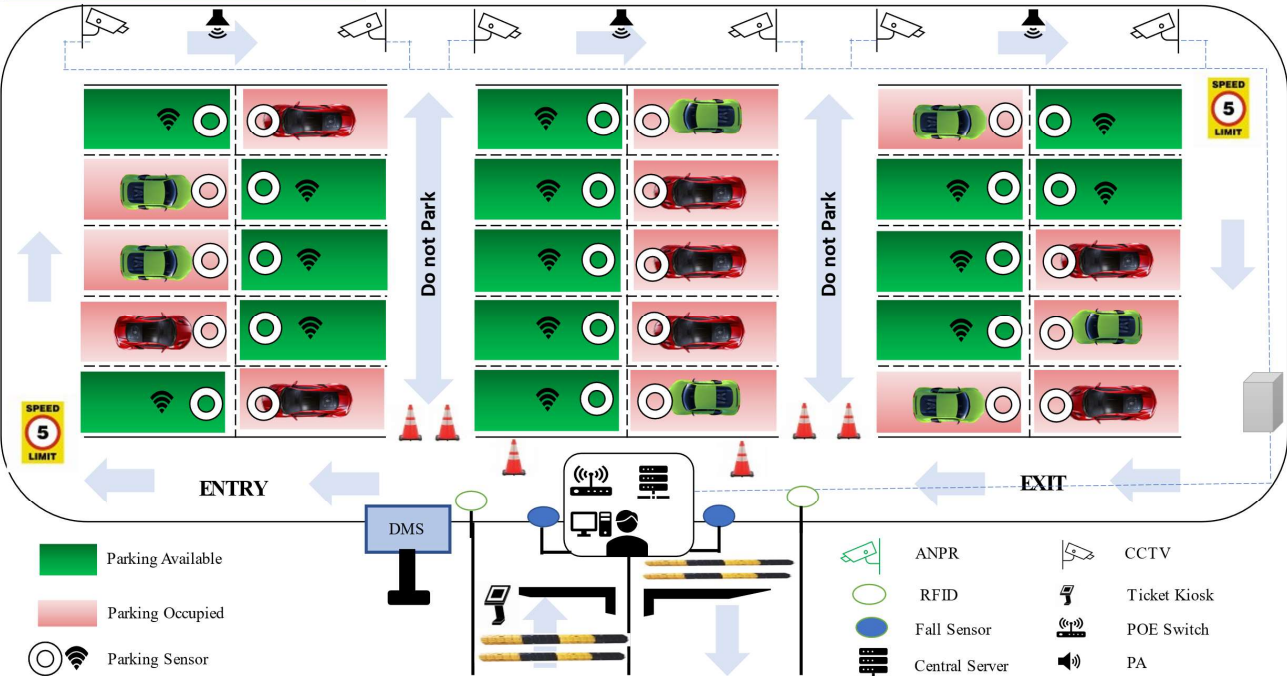 SPEED
5
LIMIT
Do not Park
Do not Park
SPEED
5
LIMIT
ENTRY
EXIT
DMS
Parking Available
Parking Occupied
Parking Sensor
ANPR
CCTV
RFID
Ticket Kiosk
Fall Sensor
POE Switch
Central Server
PA